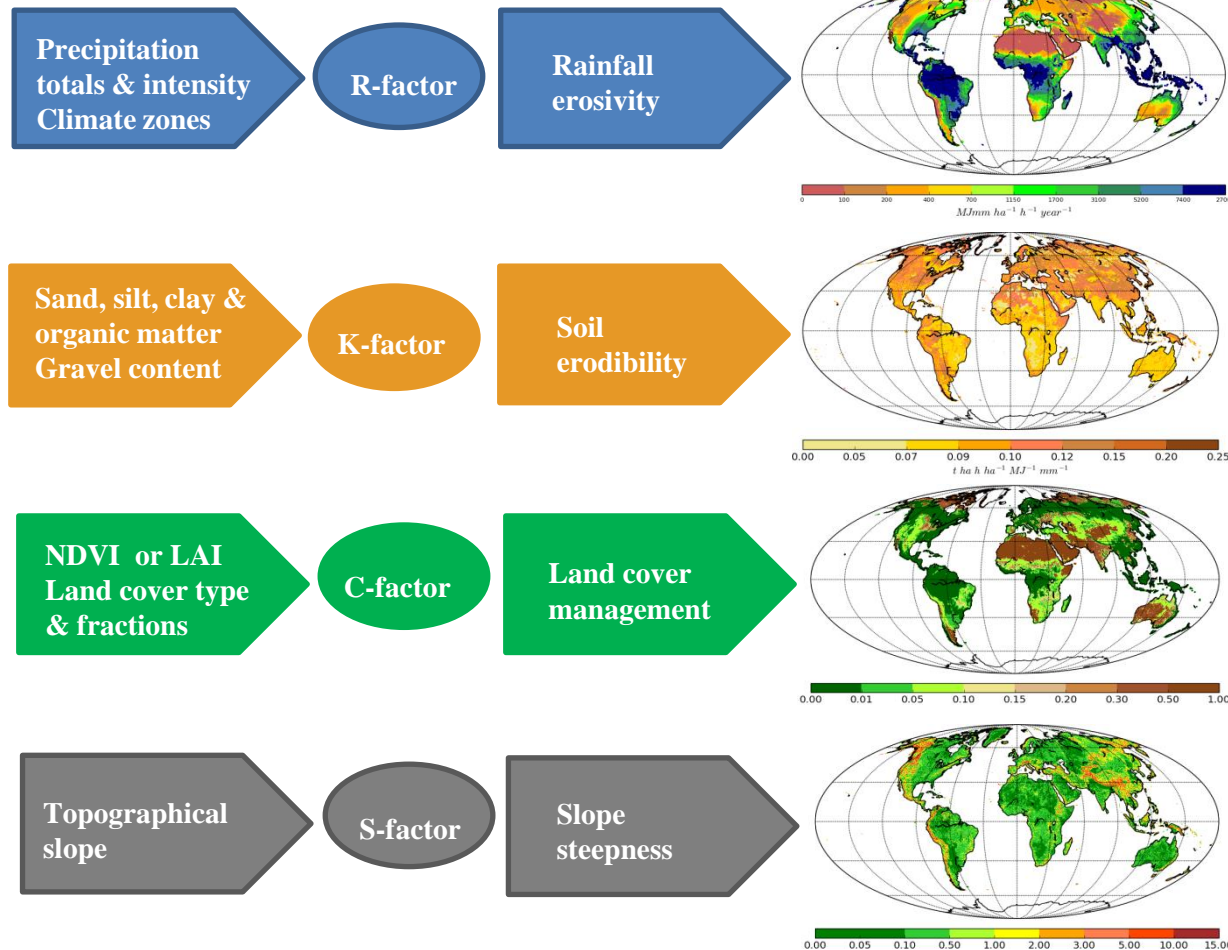 Precipitation
totals & intensity
Climate zones
R-factor
Rainfall
erosivity
0 100 200 400 700 1150 1700 3100 5200 7400 2700
MJmm ha⁻¹ h⁻¹ year⁻¹
Sand, silt, clay &
organic matter
Gravel content
K-factor
Soil
erodibility
0.00 0.05 0.07 0.09 0.10 0.12 0.15 0.20 0.25
t ha h ha⁻¹ MJ⁻¹ mm⁻¹
NDVI or LAI
Land cover type
& fractions
C-factor
Land cover
management
0.00 0.01 0.05 0.10 0.15 0.20 0.30 0.50 1.00
Topographical
slope
S-factor
Slope
steepness
0.00 0.05 0.10 0.50 1.00 2.00 3.00 5.00 10.00 15.0